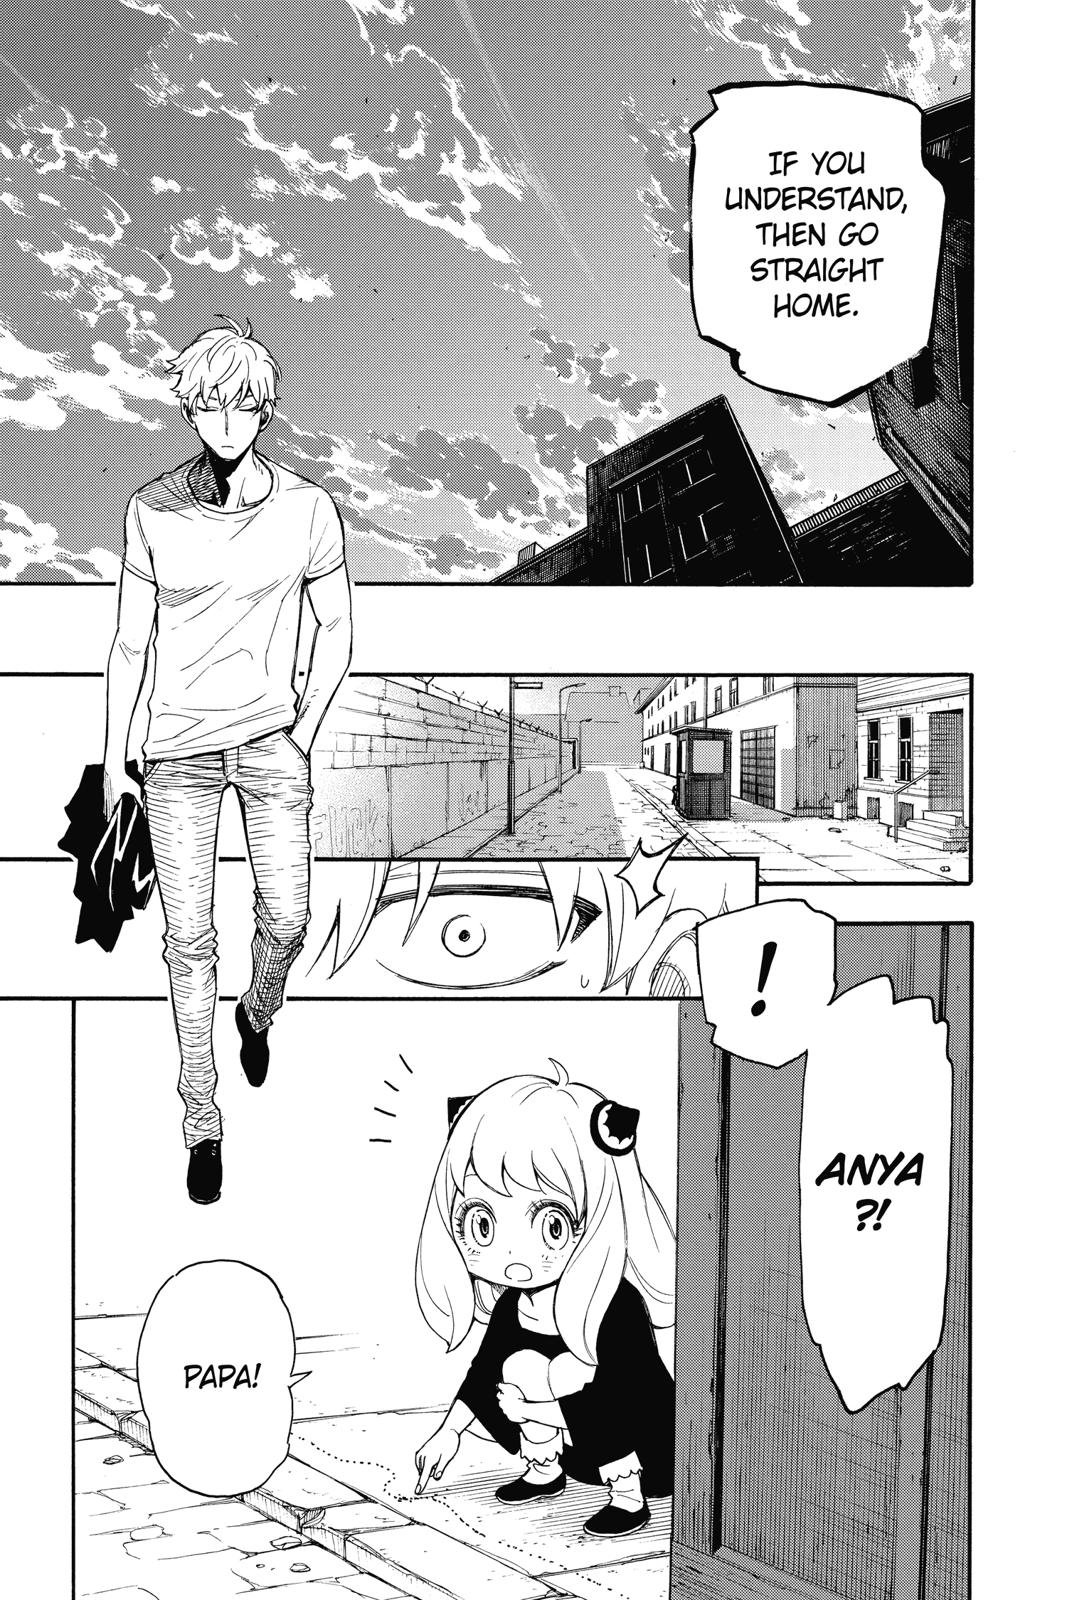 IF YOU
UNDERSTAND,
THEN GO
STRAIGHT
HOME.
!
ANYA
?!
PAPA!